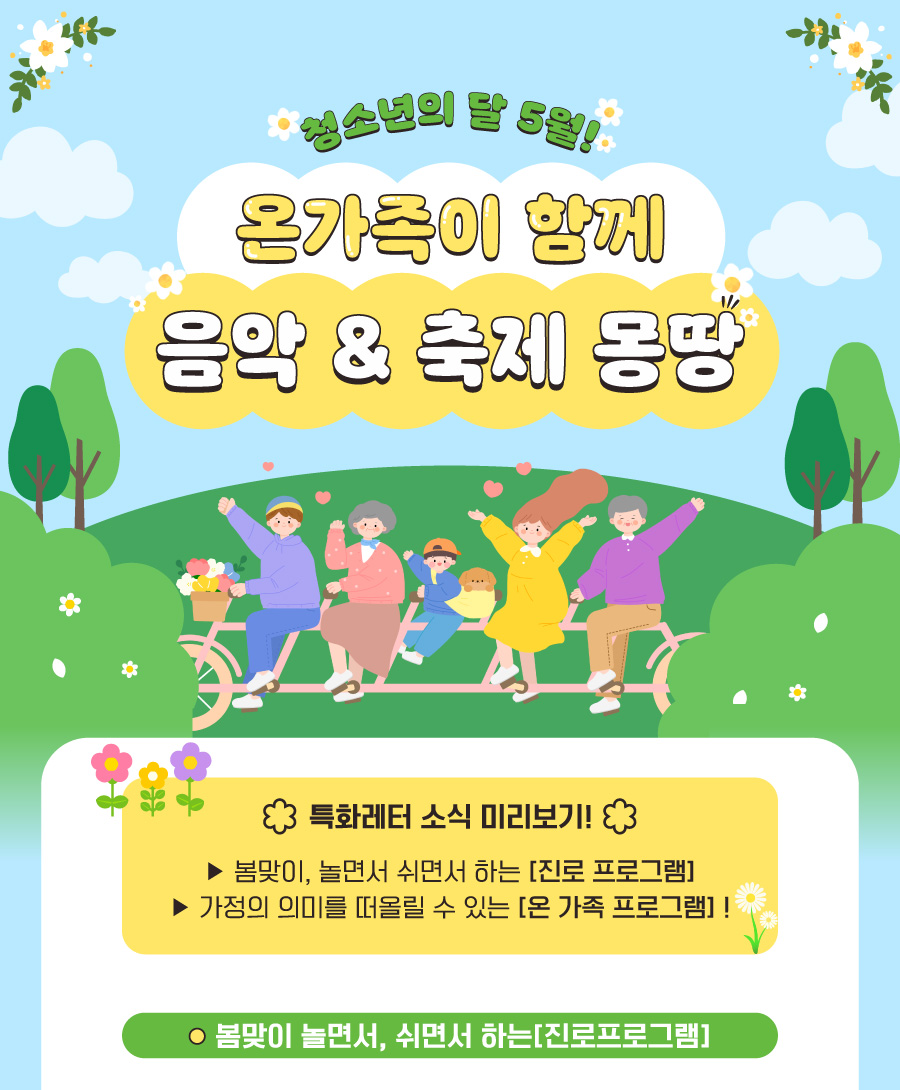 청소년의 달 5월!
온가족이 함께
음악 & 축제 몽땅
특화레터 소식 미리보기!
▶ 봄맞이, 놀면서 쉬면서 하는 [진로 프로그램]
▶ 가정의 의미를 떠올릴 수 있는 [온 가족 프로그램] !
봄맞이 놀면서, 쉬면서 하는[진로프로그램]